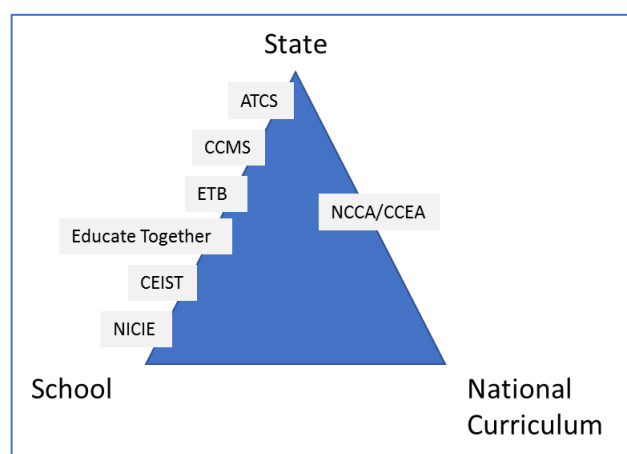 State
ATCS
CCMS
ETB
NCCA/CCEA
Educate Together
CEIST
NICIE
School
National
Curriculum